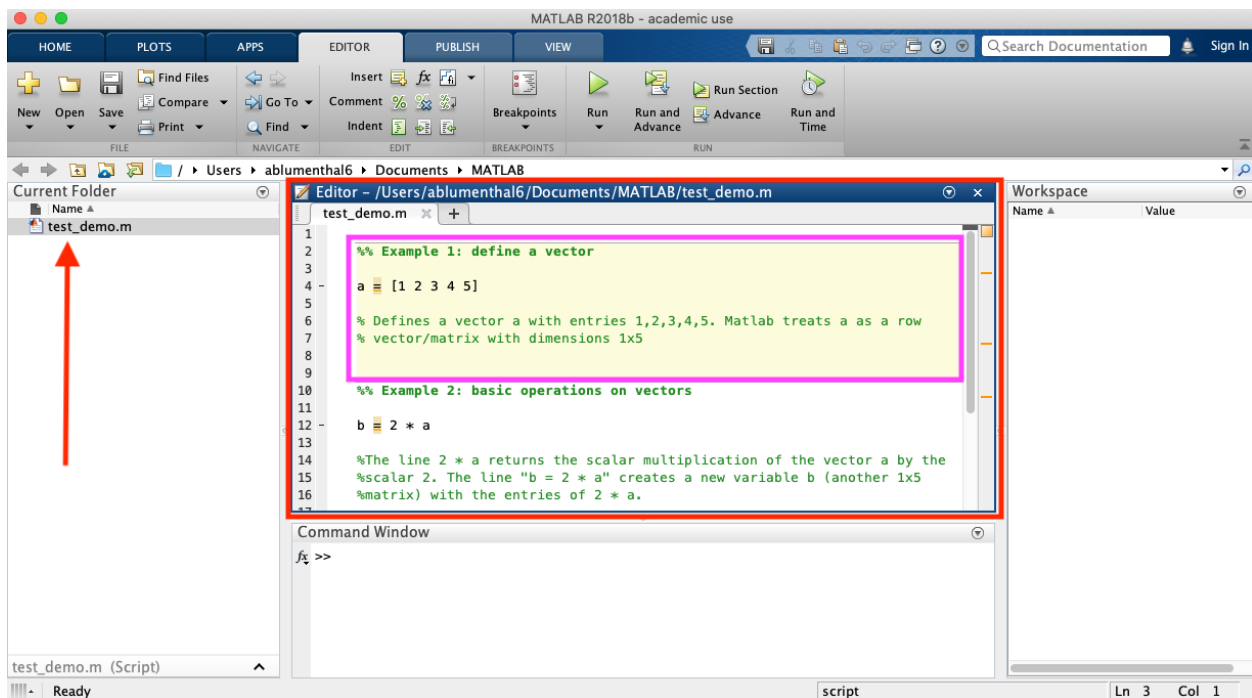 MATLAB R2018b - academic use
HOME PLOTS APPS EDITOR PUBLISH VIEW Search Documentation Sign In
New Open Save Find Files Compare Print
FILE
Go To Find
NAVIGATE
Insert fx
Comment
Indent
EDIT
Breakpoints
BREAKPOINTS
Run Run and Advance Run Section Advance Run and Time
RUN
/ Users ablumenthal6 Documents MATLAB
Current Folder
Name
test_demo.m
test_demo.m (Script)
Editor – /Users/ablumenthal6/Documents/MATLAB/test_demo.m
test_demo.m +
1
2 %% Example 1: define a vector
3
4 – a = [1 2 3 4 5]
5
6 % Defines a vector a with entries 1,2,3,4,5. Matlab treats a as a row
7 % vector/matrix with dimensions 1x5
8
9
10 %% Example 2: basic operations on vectors
11
12 – b = 2 * a
13
14 %The line 2 * a returns the scalar multiplication of the vector a by the
15 %scalar 2. The line "b = 2 * a" creates a new variable b (another 1x5
16 %matrix) with the entries of 2 * a.
17
Command Window
fx >>
Workspace
Name Value
Ready script Ln 3 Col 1